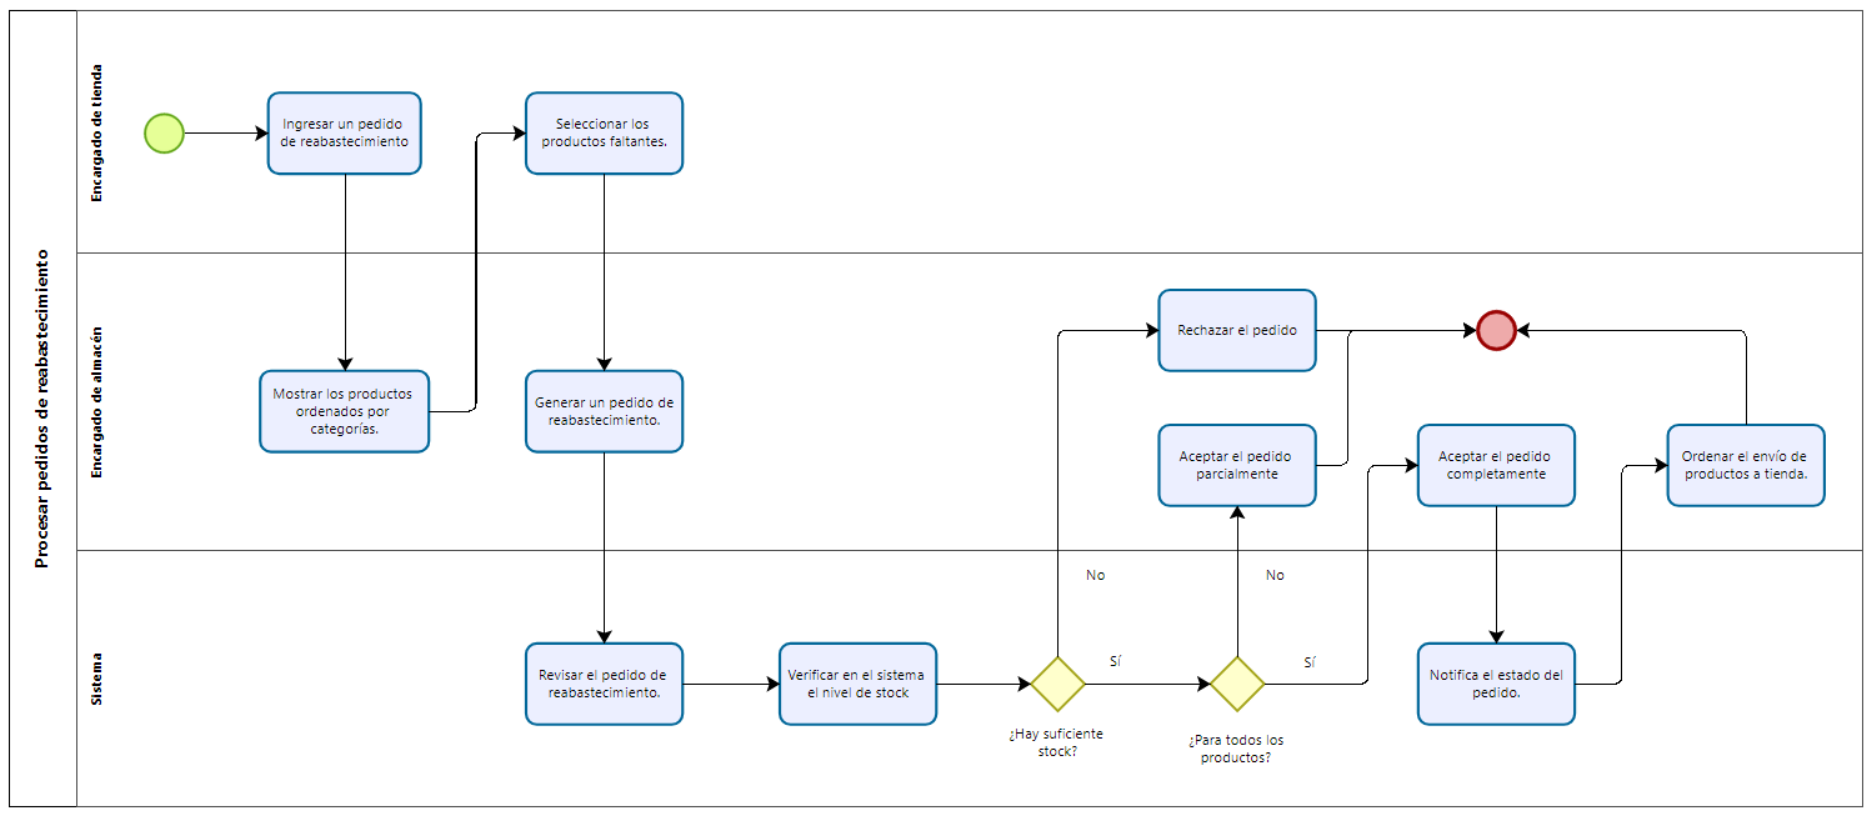 Procesar pedidos de reabastecimiento
Encargado de tienda
Ingresar un pedido
de reabastecimiento
Seleccionar los
productos faltantes.
Encargado de almacén
Mostrar los productos
ordenados por
categorías.
Generar un pedido de
reabastecimiento.
Rechazar el pedido
Aceptar el pedido
parcialmente
Aceptar el pedido
completamente
Ordenar el envío de
productos a tienda.
Sistema
Revisar el pedido de
reabastecimiento.
Verificar en el sistema
el nivel de stock
No
Sí
¿Hay suficiente
stock?
No
Sí
¿Para todos los
productos?
Notifica el estado del
pedido.